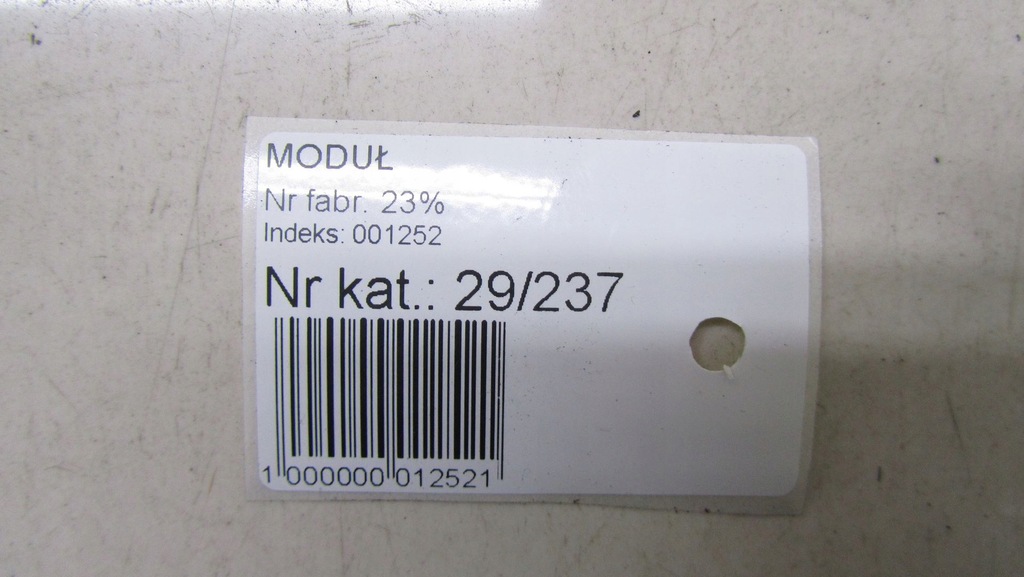 MODUŁ
Nr fabr. 23%
Indeks: 001252
Nr kat.: 29/237
1 000000 012521